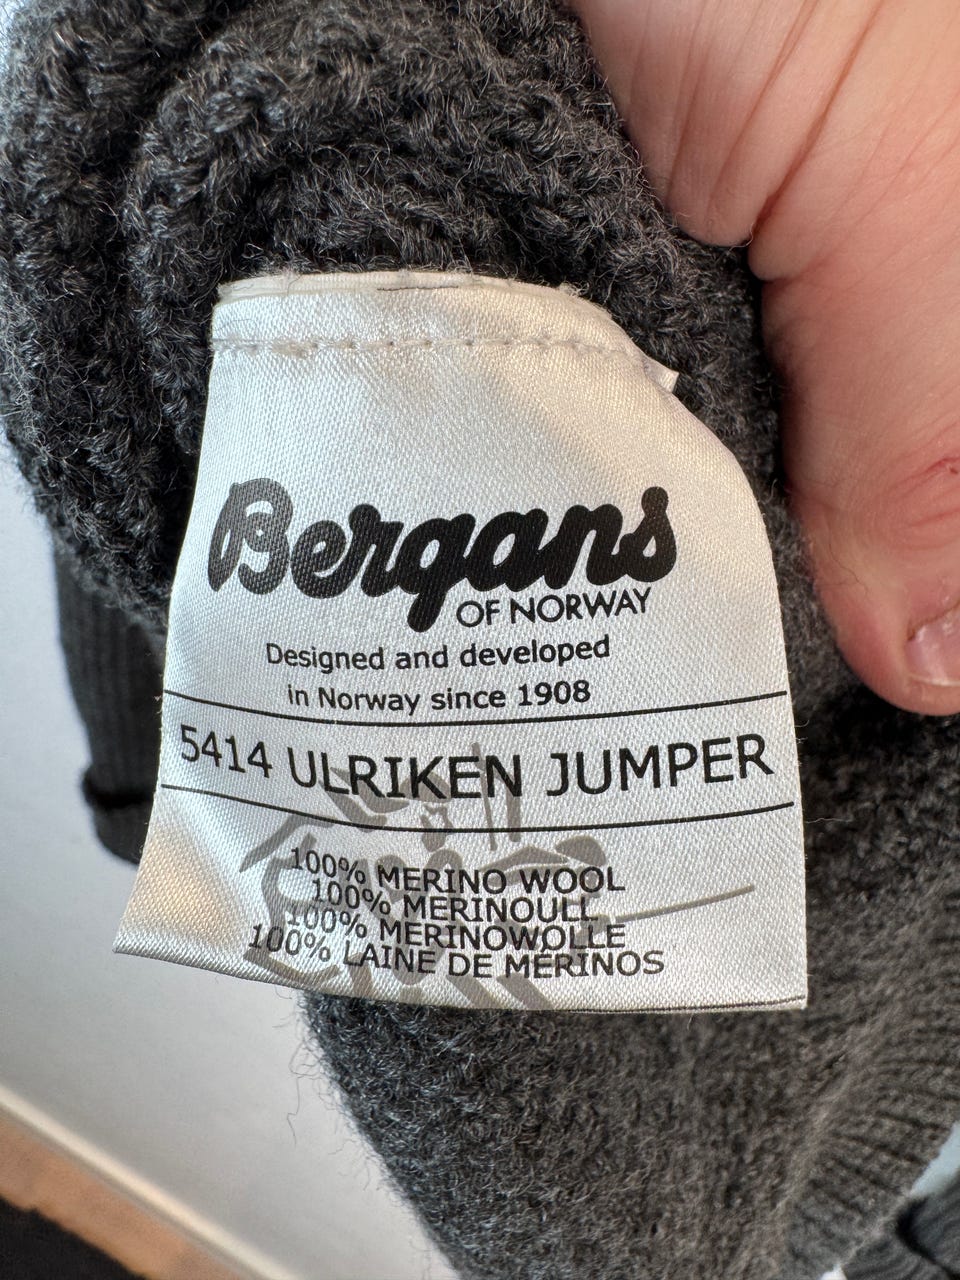 Bergans
OF NORWAY
Designed and developed
in Norway since 1908
5414 ULRIKEN JUMPER
100% MERINO WOOL
100% MERINOULL
100% MERINOWOLLE
100% LAINE DE MÉRINOS